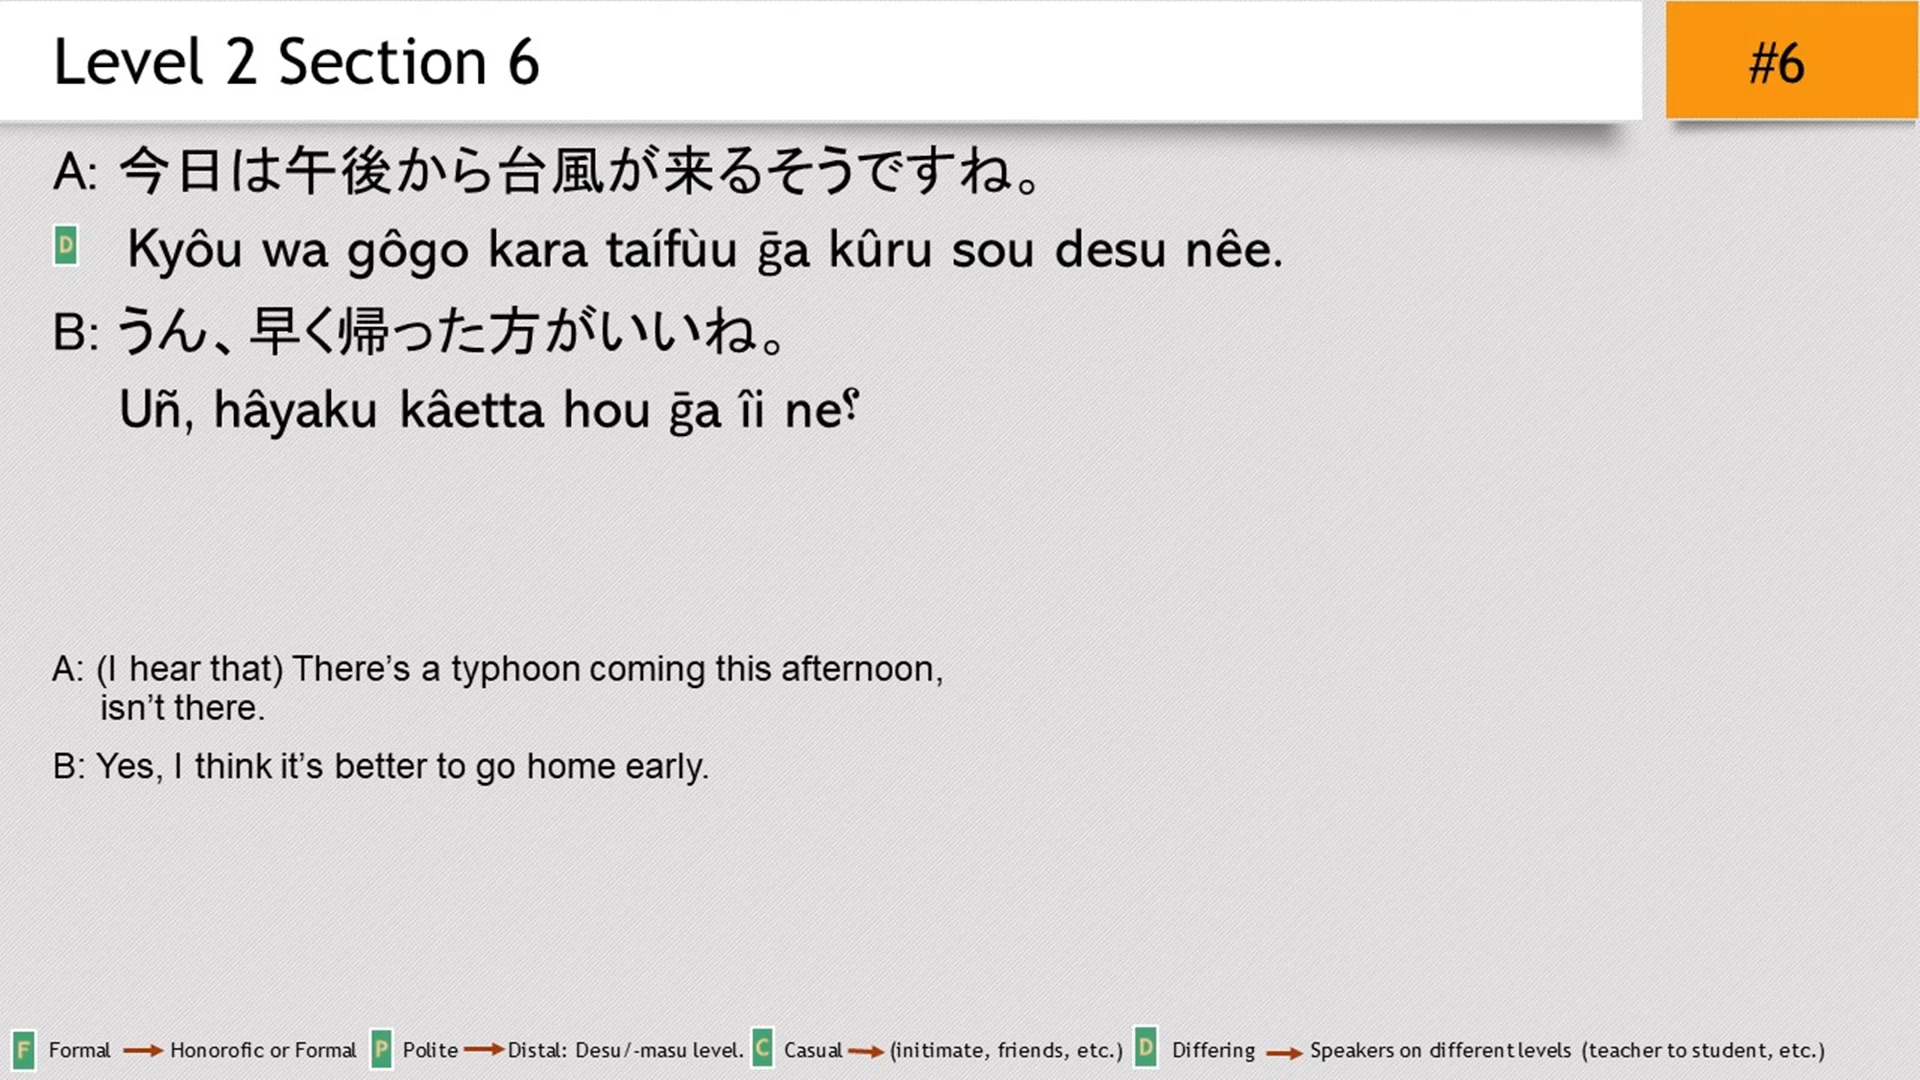 Level 2 Section 6
#6
A: 今日は午後から台風が来るそうですね。
D Kyôu wa gôgo kara taífùu ḡa kûru sou desu nêe.
B: うん、早く帰った方がいいね。
Uñ, hâyaku kâetta hou ḡa îi ne⸮
A: (I hear that) There’s a typhoon coming this afternoon,
isn’t there.
B: Yes, I think it’s better to go home early.
F Formal → Honorofic or Formal P Polite → Distal: Desu/-masu level. C Casual → (initimate, friends, etc.) D Differing → Speakers on different levels (teacher to student, etc.)